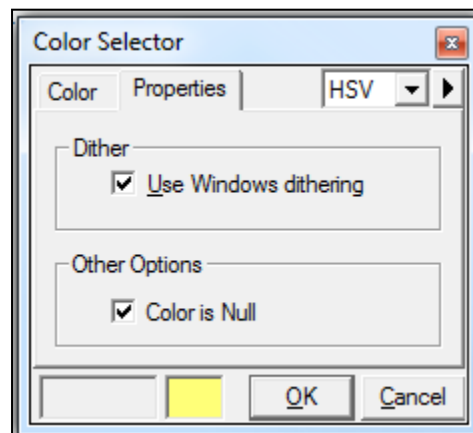 Color Selector
Color Properties HSV
Dither
Use Windows dithering
Other Options
Color is Null
OK Cancel